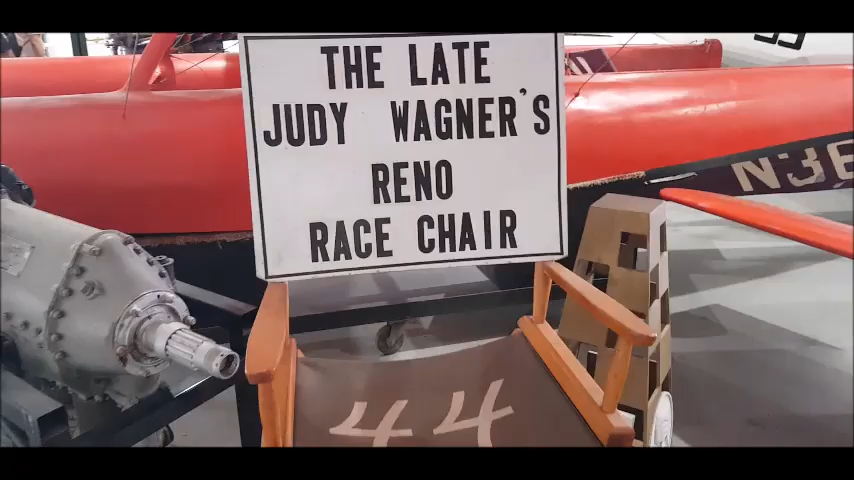 THE LATE
JUDY WAGNER'S
RENO
RACE CHAIR
N36
44